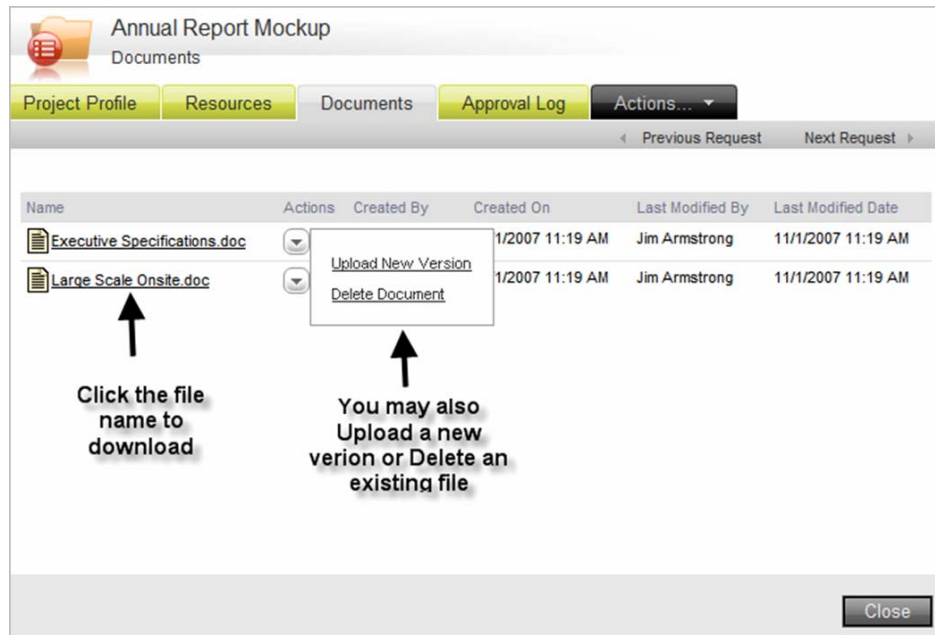 Annual Report Mockup
Documents
Project Profile Resources Documents Approval Log Actions...
Previous Request Next Request
Name Actions Created By Created On Last Modified By Last Modified Date
Executive Specifications.doc 1/2007 11:19 AM Jim Armstrong 11/1/2007 11:19 AM
Upload New Version
Large Scale Onsite.doc 1/2007 11:19 AM Jim Armstrong 11/1/2007 11:19 AM
Delete Document
Click the file
name to
download
You may also
Upload a new
verion or Delete an
existing file
Close